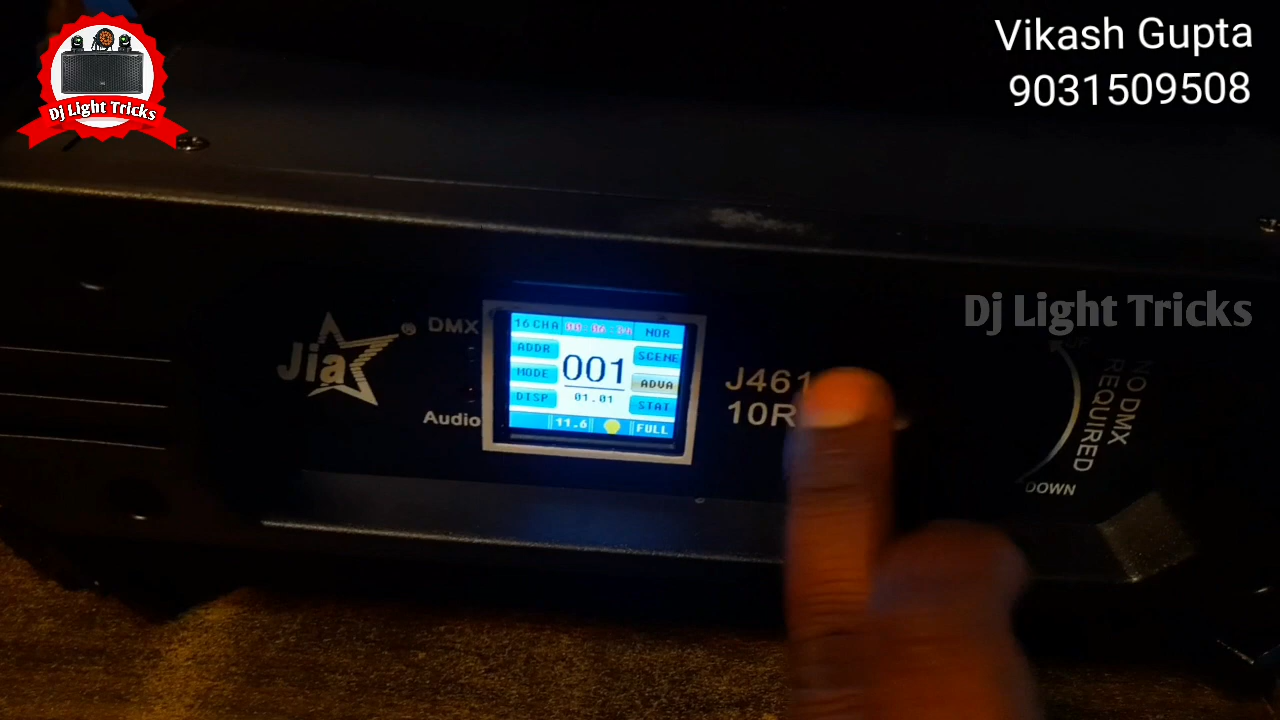 Vikash Gupta
9031509508
Dj Light Tricks
Dj Light Tricks
Jia
®
DMX
Audio
16CHA
NOR
ADDR
SCENE
001
MODE
ADVA
01.01
DISP
STAT
11.6
FULL
J461
10R
UP
NO DMX
REQUIRED
DOWN